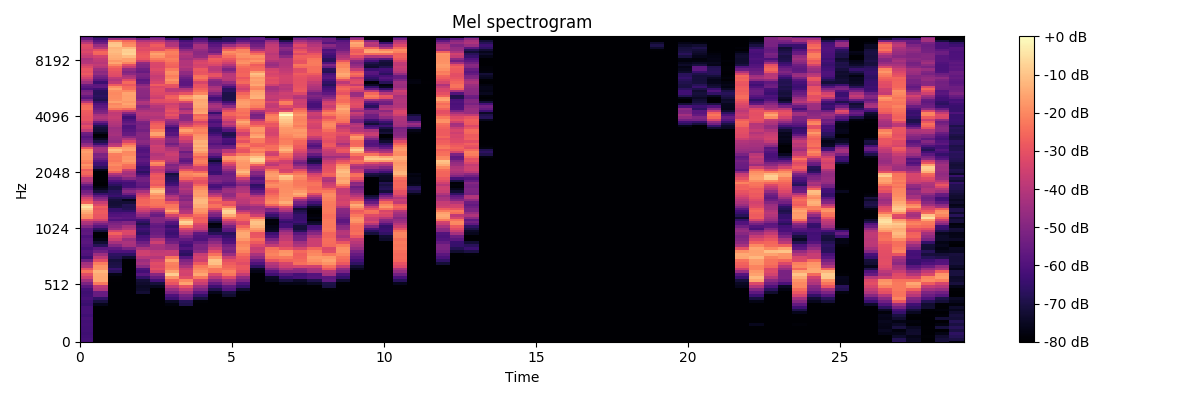 Mel spectrogram
Hz
8192
4096
2048
1024
512
0
0 5 10 15 20 25
Time
+0 dB
-10 dB
-20 dB
-30 dB
-40 dB
-50 dB
-60 dB
-70 dB
-80 dB